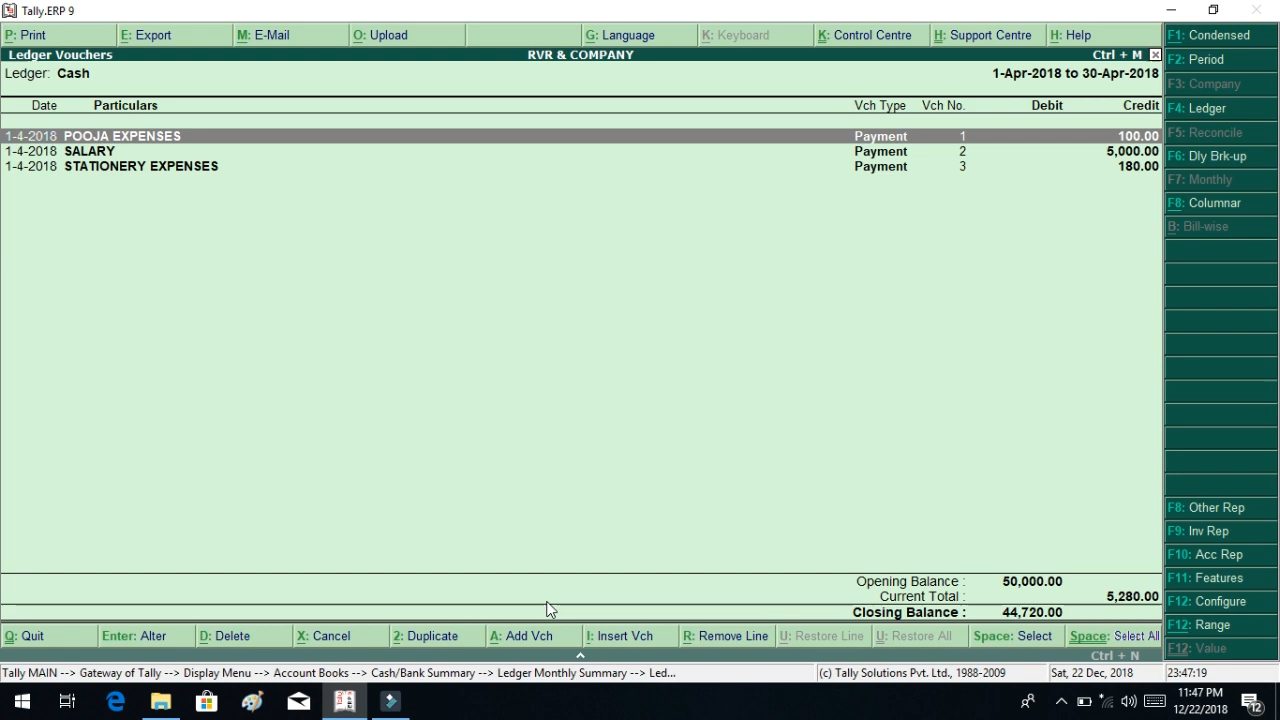 Tally.ERP 9
P: Print E: Export M: E-Mail O: Upload G: Language K: Keyboard K: Control Centre H: Support Centre H: Help
Ledger Vouchers RVR & COMPANY Ctrl + M
Ledger: Cash 1-Apr-2018 to 30-Apr-2018
Date Particulars Vch Type Vch No. Debit Credit
1-4-2018 POOJA EXPENSES Payment 1 100.00
1-4-2018 SALARY Payment 2 5,000.00
1-4-2018 STATIONERY EXPENSES Payment 3 180.00
Opening Balance : 50,000.00
Current Total : 5,280.00
Closing Balance : 44,720.00
F1: Condensed
F2: Period
F3: Company
F4: Ledger
F5: Reconcile
F6: Dly Brk-up
F7: Monthly
F8: Columnar
B: Bill-wise
F8: Other Rep
F9: Inv Rep
F10: Acc Rep
F11: Features
F12: Configure
F12: Range
F12: Value
Q: Quit Enter: Alter D: Delete X: Cancel 2: Duplicate A: Add Vch I: Insert Vch R: Remove Line U: Restore Line U: Restore All Space: Select Space: Select All
Ctrl + N
Tally MAIN --> Gateway of Tally --> Display Menu --> Account Books --> Cash/Bank Summary --> Ledger Monthly Summary --> Led... (c) Tally Solutions Pvt. Ltd., 1988-2009 Sat, 22 Dec, 2018 23:47:19
11:47 PM
12/22/2018
12